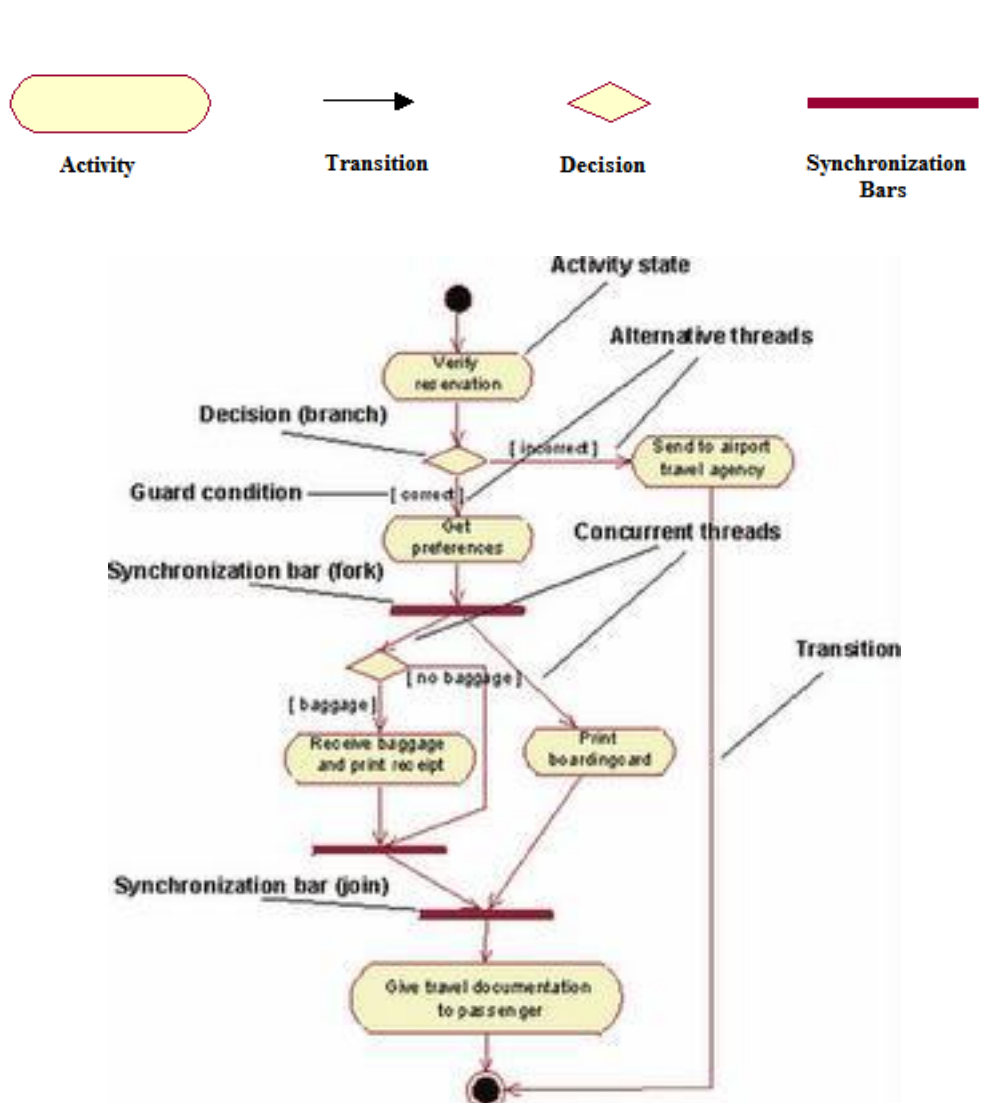 Activity
Transition
Decision
Synchronization
Bars
Activity state
Alternative threads
Verify
reservation
Decision (branch)
[ incorrect ]
Send to airport
travel agency
Guard condition
[ correct ]
Get
preferences
Concurrent threads
Synchronization bar (fork)
Transition
[ no baggage ]
[ baggage ]
Receive baggage
and print receipt
Print
boardingcard
Synchronization bar (join)
Give travel documentation
to passenger